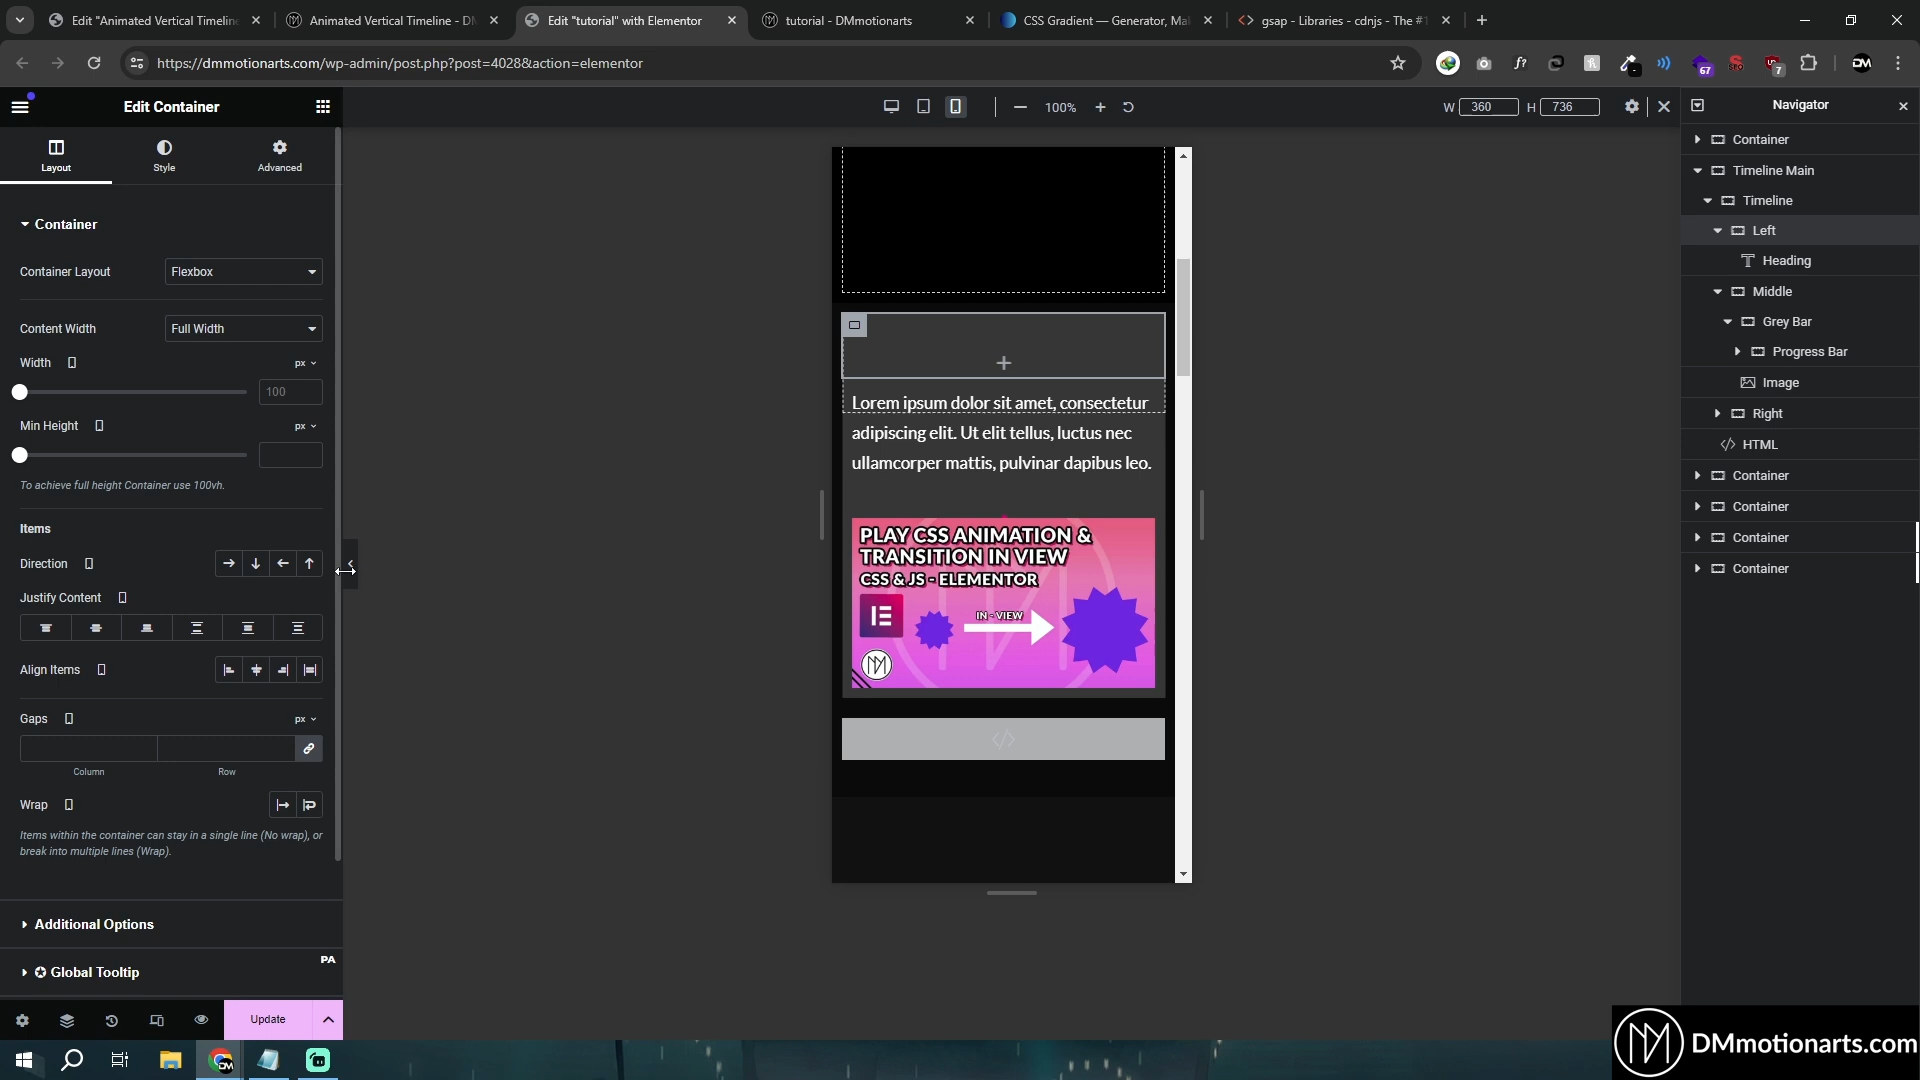 Edit "Animated Vertical Timeline
Animated Vertical Timeline - DM
Edit "tutorial" with Elementor
tutorial - DMmotionarts
CSS Gradient — Generator, Ma
gsap - Libraries - cdnjs - The #1
https://dmmotionarts.com/wp-admin/post.php?post=4028&action=elementor
f?
67
7
DM
Edit Container
100%
W 360 H 736
Navigator
Layout
Style
Advanced
Container
Container Layout
Flexbox
Content Width
Full Width
Width
px
100
Min Height
px
To achieve full height Container use 100vh.
Items
Direction
Justify Content
Align Items
Gaps
px
Column
Row
Wrap
Items within the container can stay in a single line (No wrap), or
break into multiple lines (Wrap).
Additional Options
PA
Global Tooltip
Update
Lorem ipsum dolor sit amet, consectetur
adipiscing elit. Ut elit tellus, luctus nec
ullamcorper mattis, pulvinar dapibus leo.
PLAY CSS ANIMATION &
TRANSITION IN VIEW
CSS & JS - ELEMENTOR
IN - VIEW
Container
Timeline Main
Timeline
Left
Heading
Middle
Grey Bar
Progress Bar
Image
Right
HTML
Container
Container
Container
Container
DMmotionarts.com